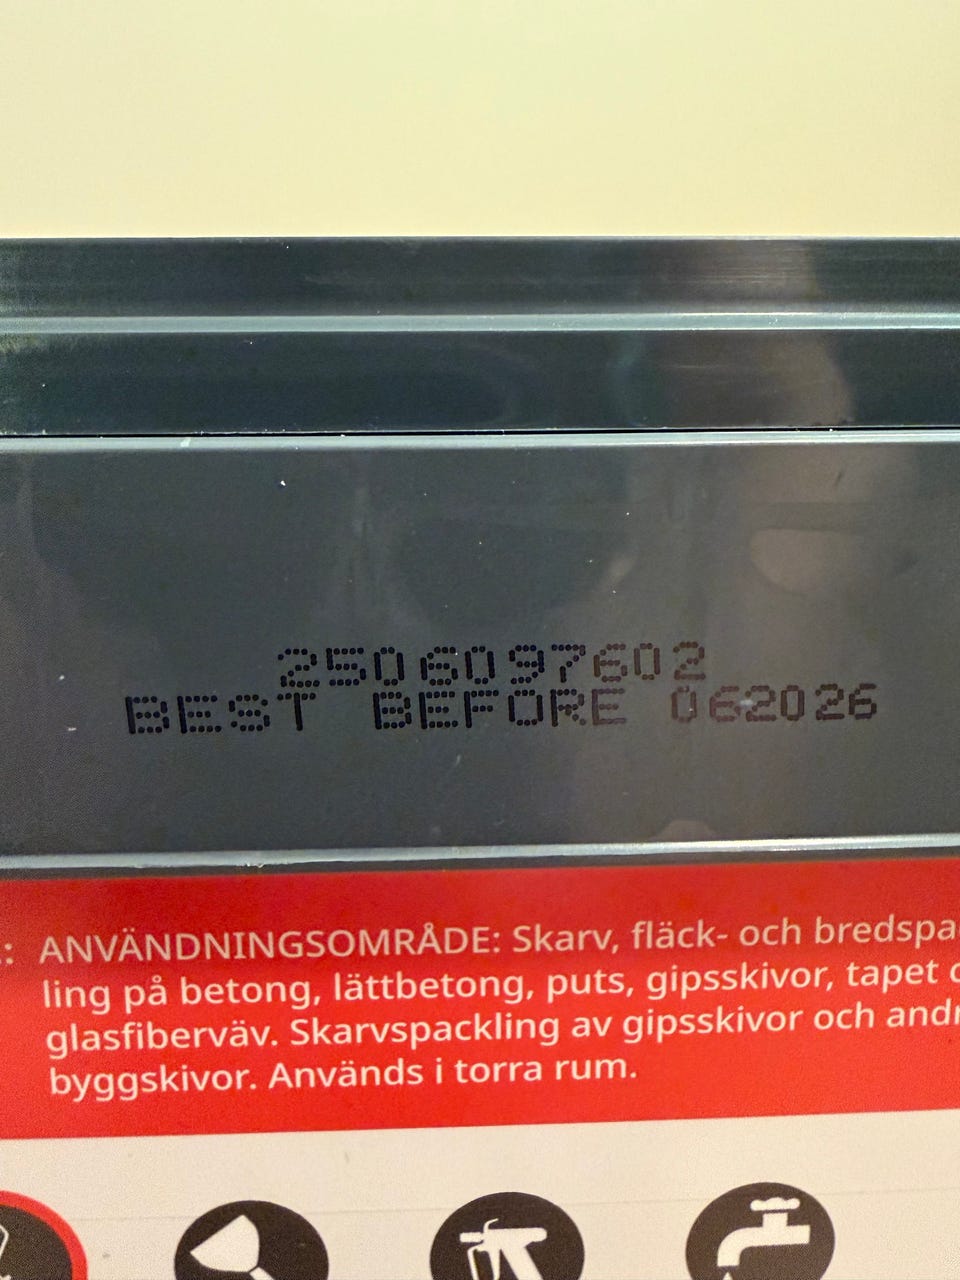 2506097602
BEST BEFORE 062026
.: ANVÄNDNINGSOMRÅDE: Skarv, fläck- och bredspa
ling på betong, lättbetong, puts, gipsskivor, tapet
glasfiberväv. Skarvspackling av gipsskivor och andr
byggskivor. Används i torra rum.